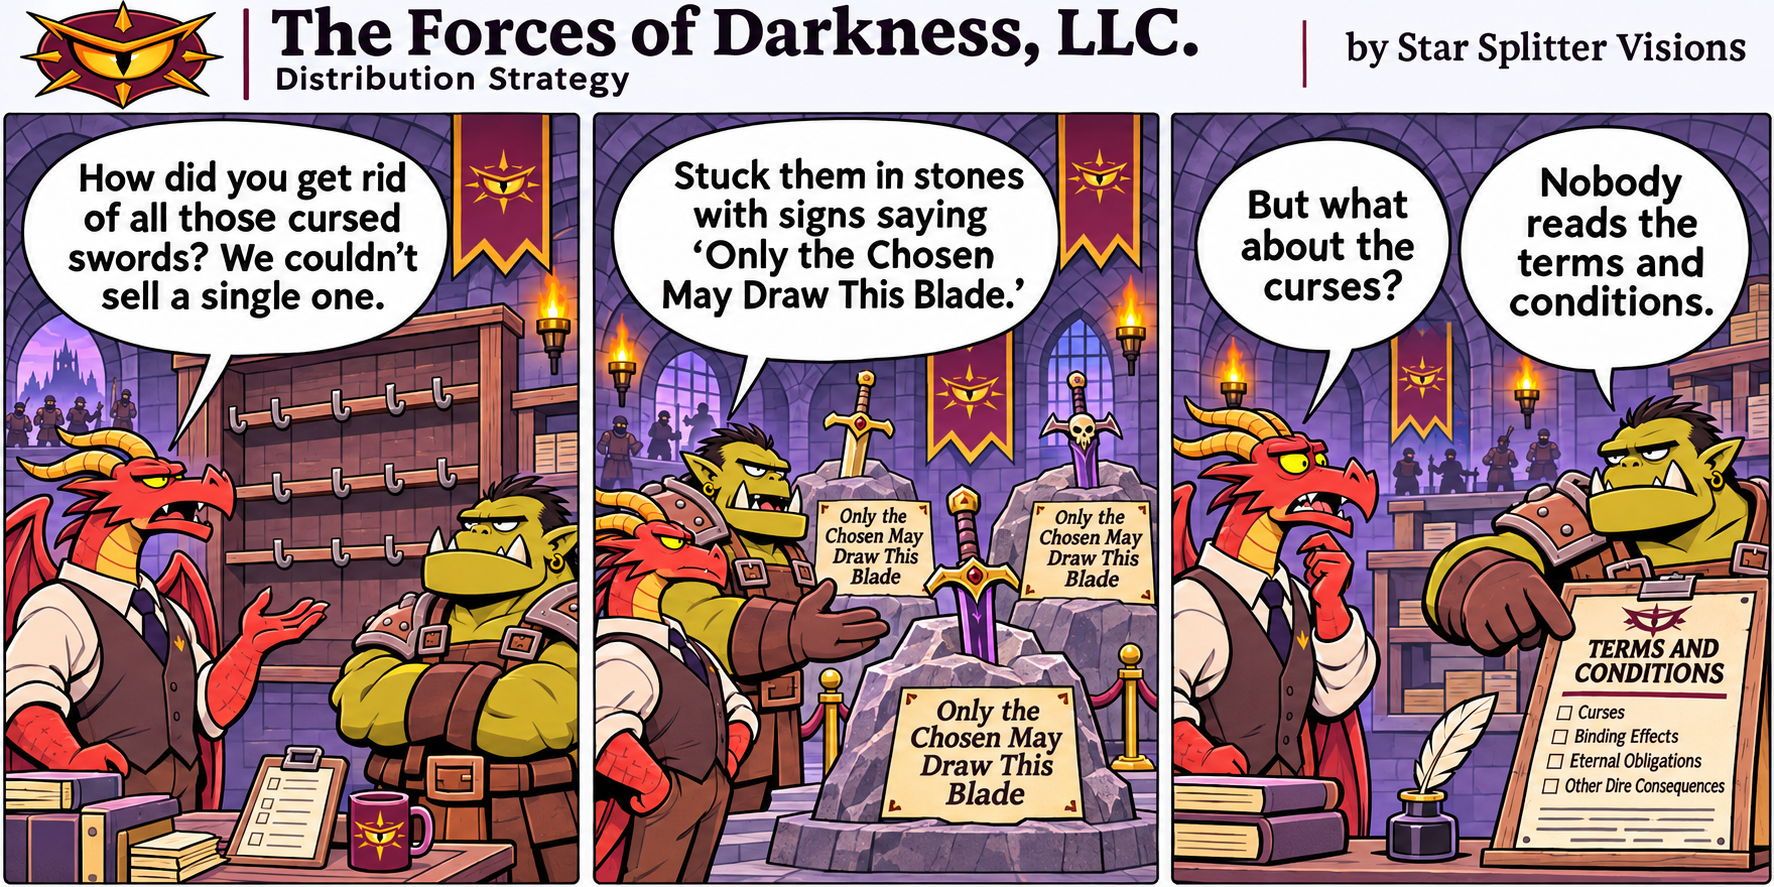 The Forces of Darkness, LLC.
Distribution Strategy
by Star Splitter Visions
How did you get rid
of all those cursed
swords? We couldn't
sell a single one.
Stuck them in stones
with signs saying
‘Only the Chosen
May Draw This Blade.’
Only the
Chosen May
Draw This
Blade
Only the
Chosen May
Draw This
Blade
Only the
Chosen May
Draw This
Blade
But what
about the
curses?
Nobody
reads the
terms and
conditions.
TERMS AND
CONDITIONS
Curses
Binding Effects
Eternal Obligations
Other Dire Consequences